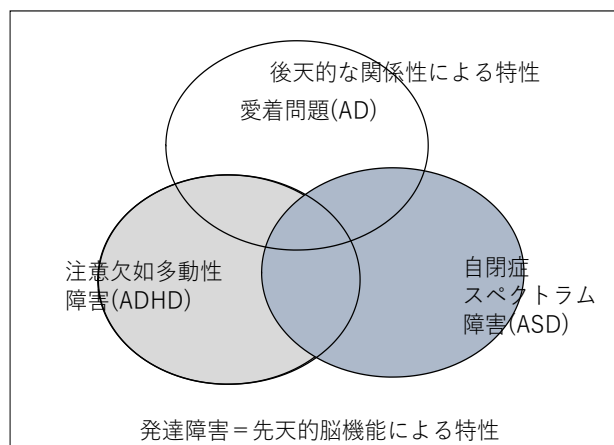 後天的な関係性による特性
愛着問題(AD)
注意欠如多動性
障害(ADHD)
自閉症
スペクトラム
障害(ASD)
発達障害＝先天的脳機能による特性